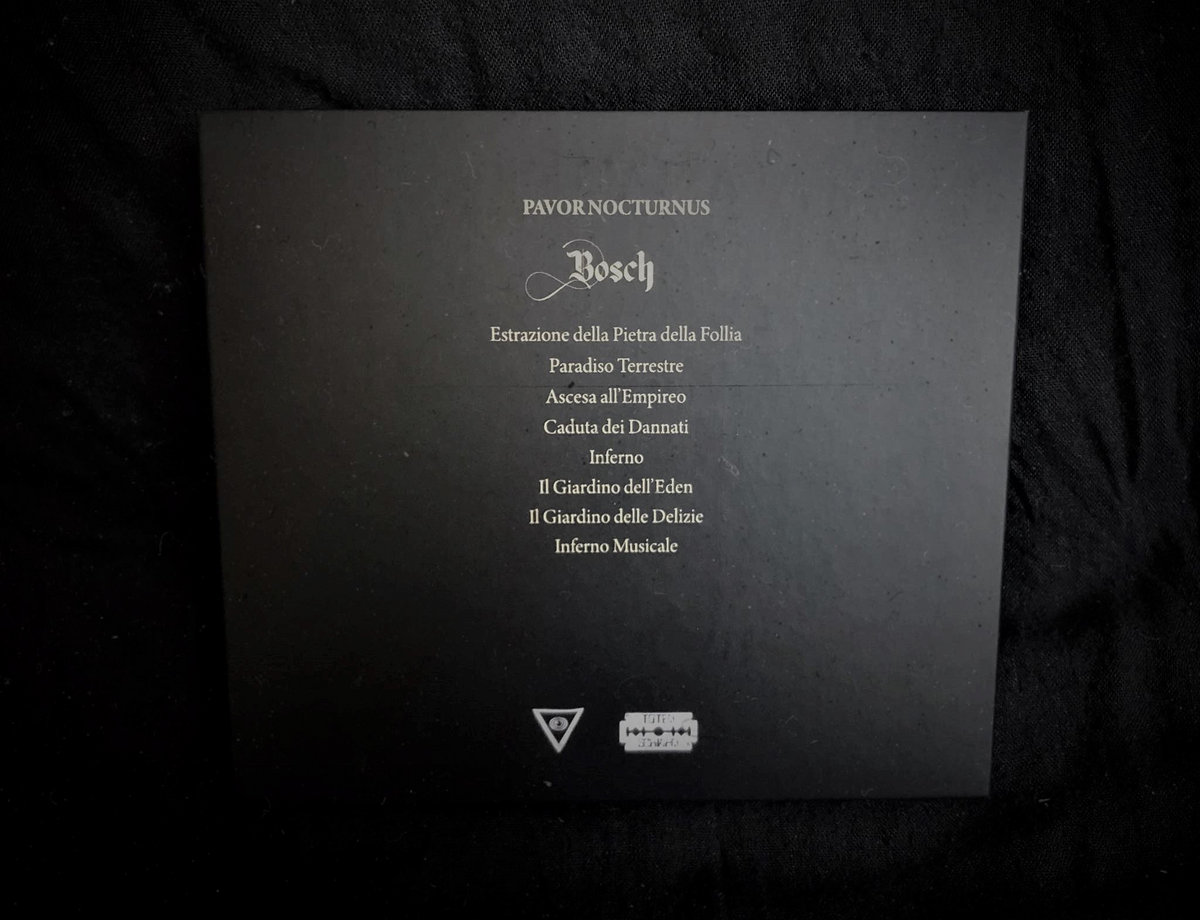 PAVOR NOCTURNUS
Bosch
Estrazione della Pietra della Follia
Paradiso Terrestre
Ascesa all'Empireo
Caduta dei Dannati
Inferno
Il Giardino dell'Eden
Il Giardino delle Delizie
Inferno Musicale